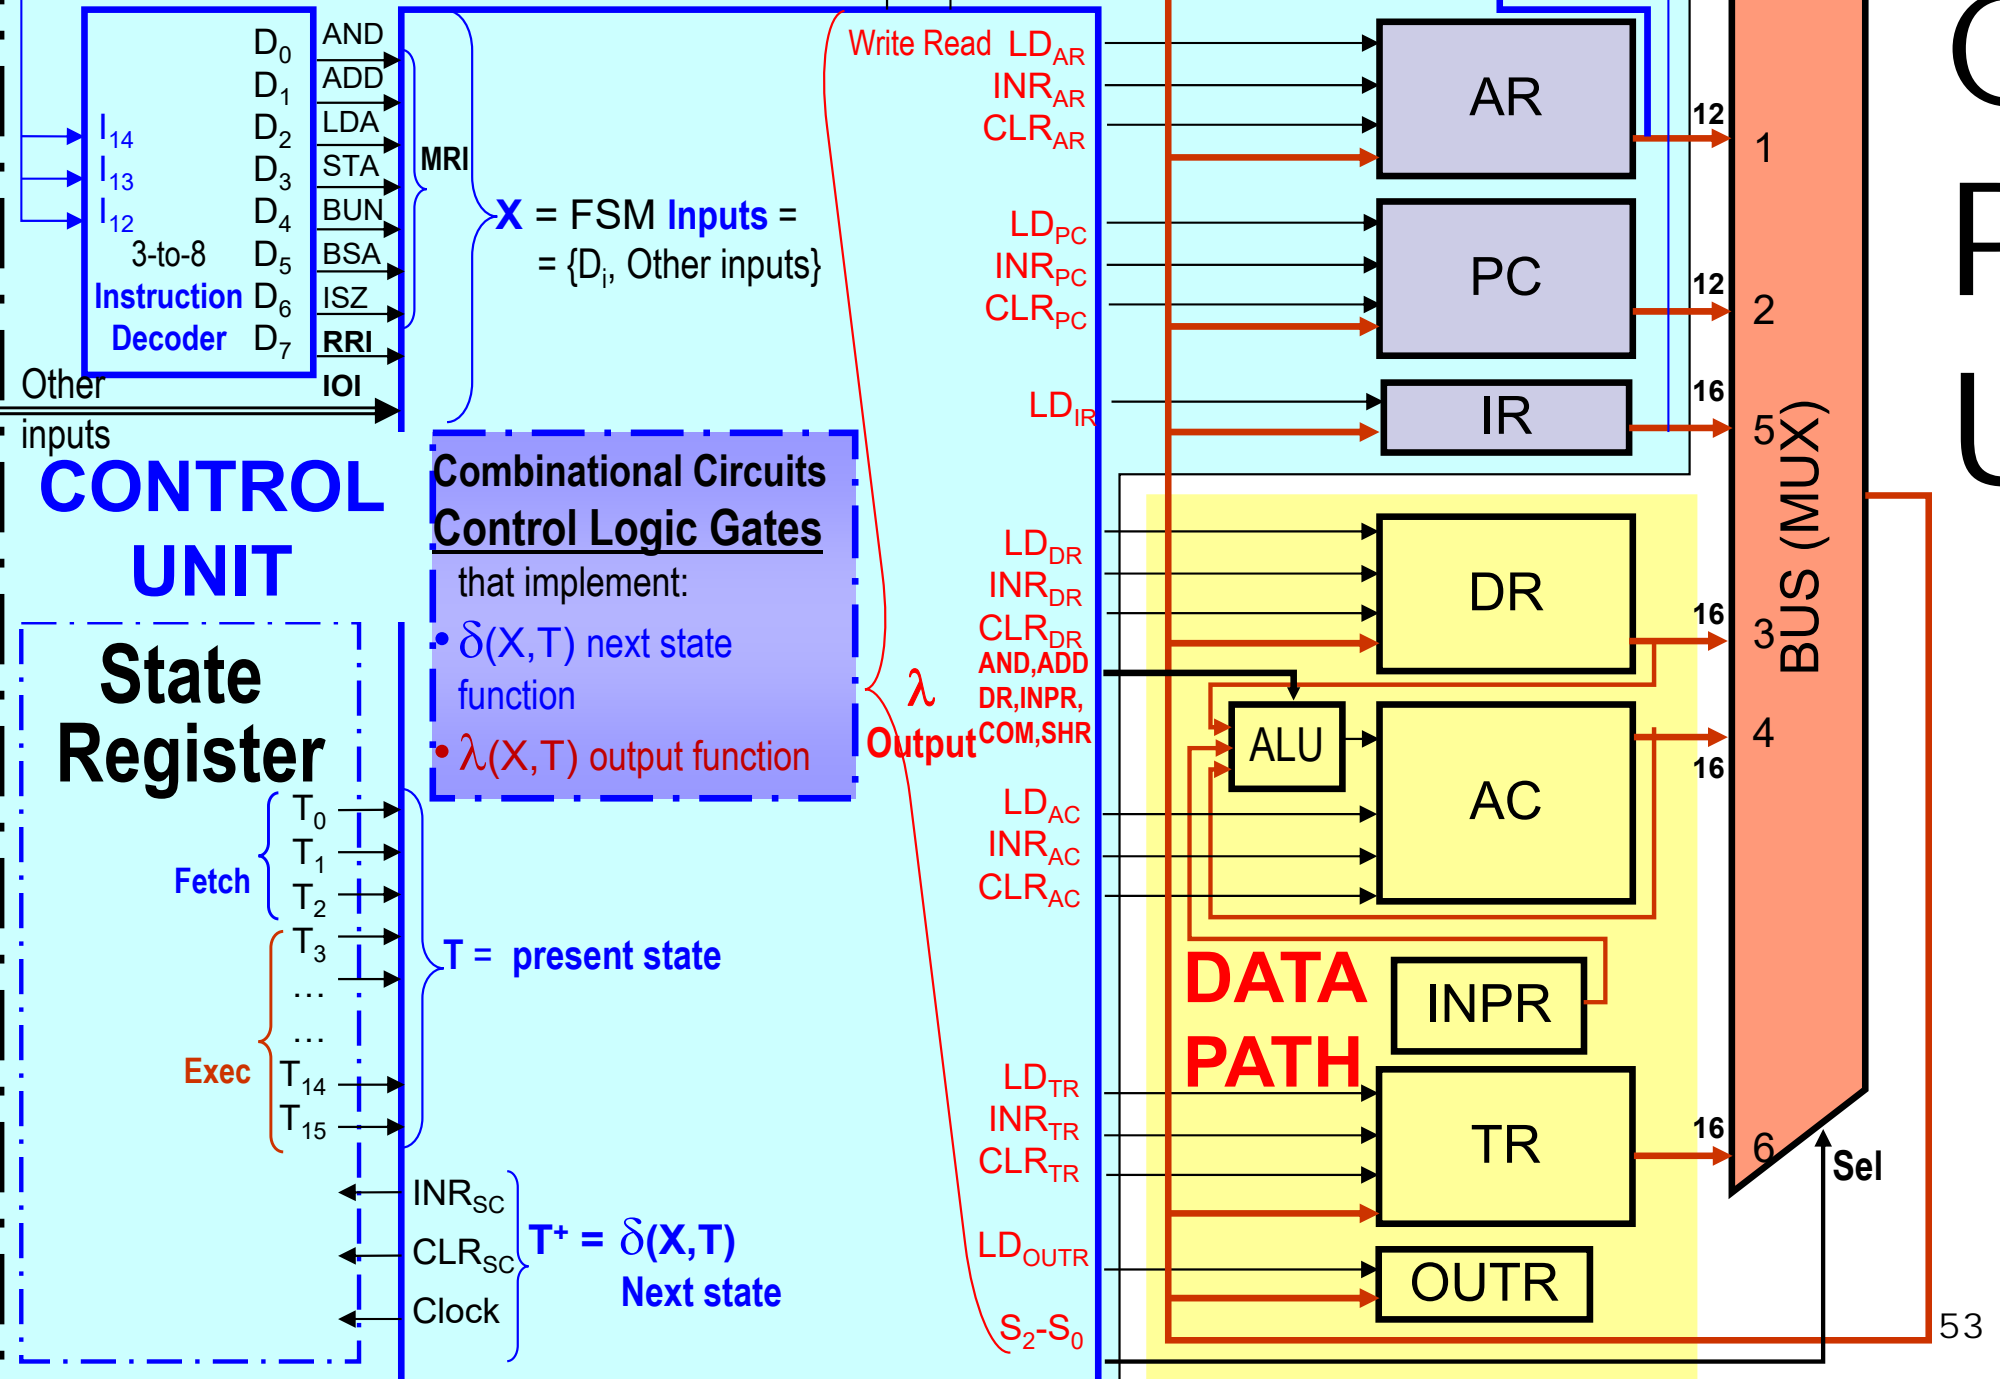 D0 AND
D1 ADD
D2 LDA
D3 STA
D4 BUN
D5 BSA
D6 ISZ
D7 RRI
IOI
I14
I13
I12
3-to-8
Instruction
Decoder
MRI
Other
inputs
X = FSM Inputs =
= {Di, Other inputs}
CONTROL
UNIT
Combinational Circuits
Control Logic Gates
that implement:
• δ(X,T) next state
function
• λ(X,T) output function
State
Register
Fetch
T0
T1
T2
T3
...
...
Exec
T14
T15
T = present state
INRSC
CLRSC
Clock
T+ = δ(X,T)
Next state
λ
Output
Write Read LDAR
INRAR
CLRAR
LDPC
INRPC
CLRPC
LDIR
LDDR
INRDR
CLRDR
AND,ADD
DR,INPR,
COM,SHR
LDAC
INRAC
CLRAC
LDTR
INRTR
CLRTR
LDOUTR
S2-S0
AR
PC
IR
DR
ALU
AC
INPR
TR
OUTR
DATA
PATH
12
1
12
2
16
5
16
3
4
16
16
6
BUS (MUX)
Sel
53